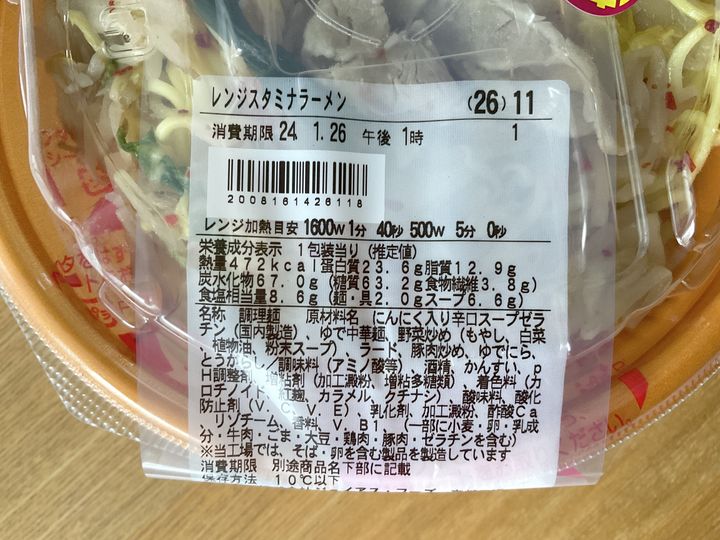 レンジスタミナラーメン (26)11
消費期限 24. 1.26 午後 1時 1
2008161426118
レンジ加熱目安 1600W 1分 40秒 500W 5分 0秒
栄養成分表示 1包装当り(推定値)
熱量472kcal蛋白質23.6g脂質12.9g
炭水化物67.0g(糖質63.2g食物繊維3.8g)
食塩相当量8.6g(麺・具2.0gスープ6.6g)
名称 調理麺 原材料名 にんにく入り辛口スープゼラ
チン(国内製造)、ゆで中華麺、野菜炒め(もやし、白菜
、植物油、粉末スープ)、ラード、豚肉炒め、ゆでにら、
とうがらし/調味料(アミノ酸等)、酒精、かんすい、p
H調整剤、増粘剤(加工澱粉、増粘多糖類)、着色料(カ
ロチノイド、紅麹、カラメル、クチナシ)、酸味料、酸化
防止剤(V.C、V.E)、乳化剤、加工澱粉、酢酸Ca
、リゾチーム、香料、V.B1、(一部に小麦・卵・乳成
分・牛肉・ごま・大豆・鶏肉・豚肉・ゼラチンを含む)
※当工場では、そば・卵を含む製品を製造しています
消費期限 別途商品名下部に記載
保存方法 10℃以下